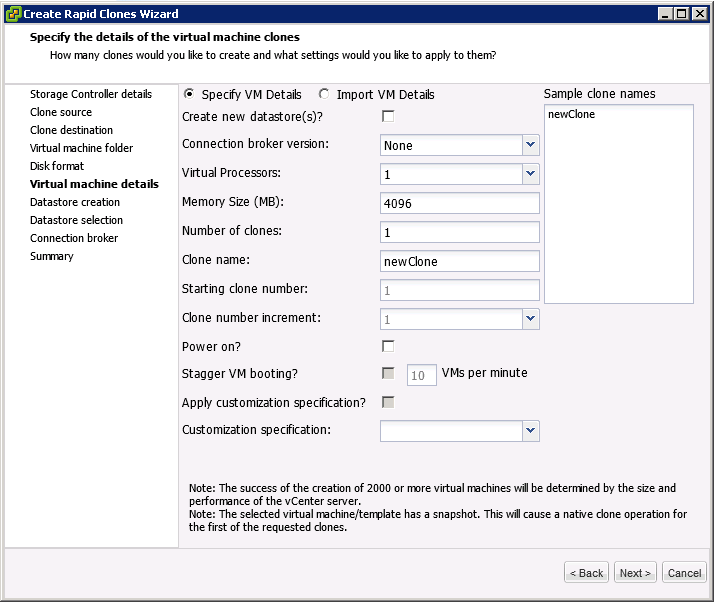 Create Rapid Clones Wizard
Specify the details of the virtual machine clones
How many clones would you like to create and what settings would you like to apply to them?
Storage Controller details
Clone source
Clone destination
Virtual machine folder
Disk format
Virtual machine details
Datastore creation
Datastore selection
Connection broker
Summary
Specify VM Details Import VM Details
Create new datastore(s)?
Connection broker version: None
Virtual Processors: 1
Memory Size (MB): 4096
Number of clones: 1
Clone name: newClone
Starting clone number: 1
Clone number increment: 1
Power on?
Stagger VM booting? 10 VMs per minute
Apply customization specification?
Customization specification:
Sample clone names
newClone
Note: The success of the creation of 2000 or more virtual machines will be determined by the size and
performance of the vCenter server.
Note: The selected virtual machine/template has a snapshot. This will cause a native clone operation for
the first of the requested clones.
< Back Next > Cancel